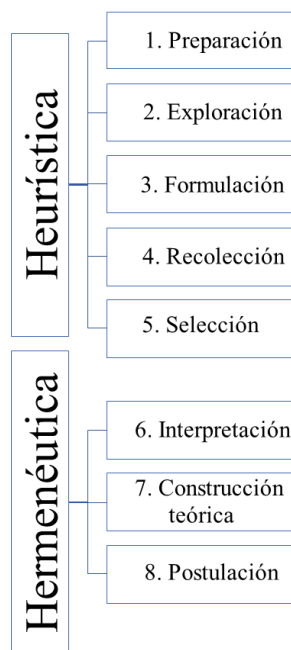 Heurística
1. Preparación
2. Exploración
3. Formulación
4. Recolección
5. Selección
Hermenéutica
6. Interpretación
7. Construcción
teórica
8. Postulación